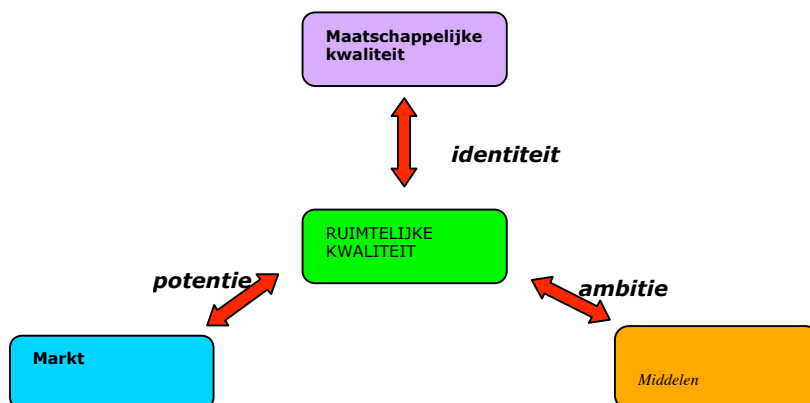 Maatschappelijke
kwaliteit
identiteit
RUIMTELIJKE
KWALITEIT
potentie
ambitie
Markt
Middelen